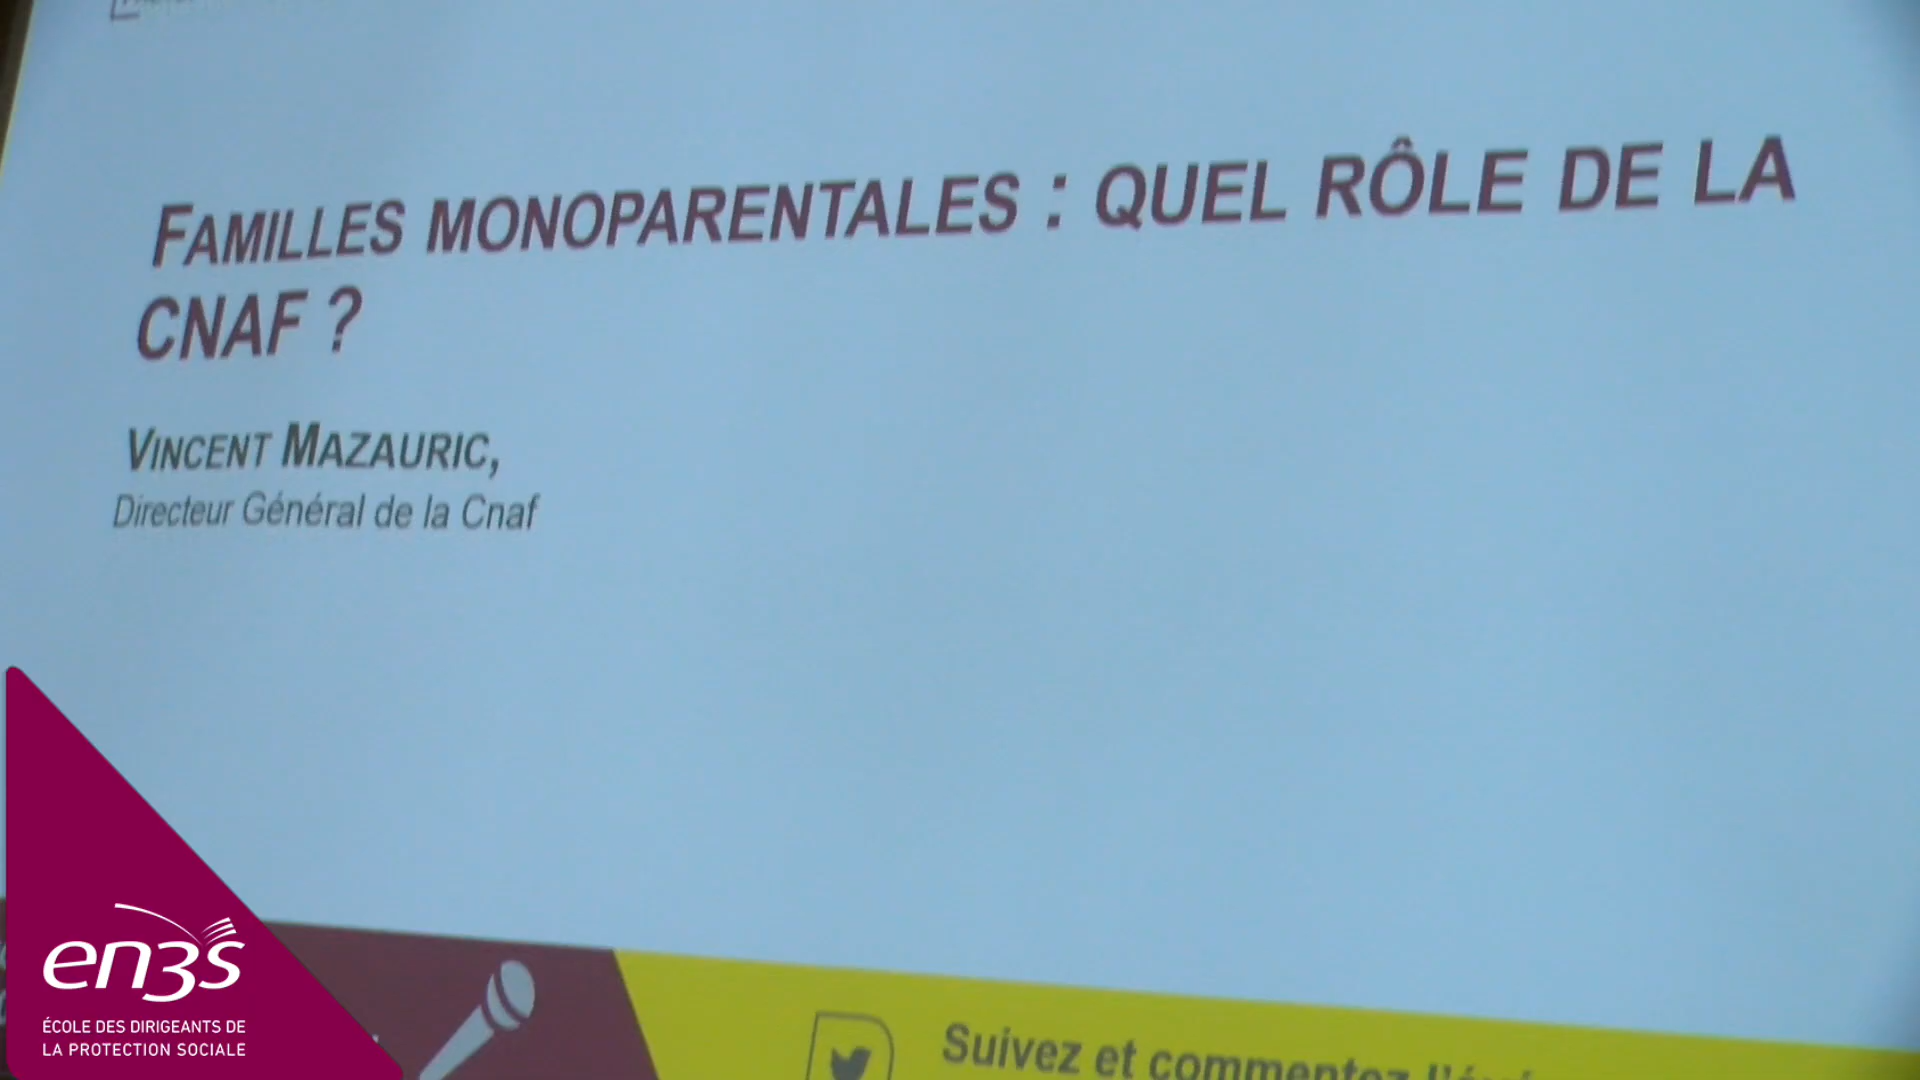 FAMILLES MONOPARENTALES : QUEL RÔLE DE LA
CNAF ?
VINCENT MAZAURIC,
Directeur Général de la Cnaf
en3s
ÉCOLE DES DIRIGEANTS DE
LA PROTECTION SOCIALE
Suivez et commentez